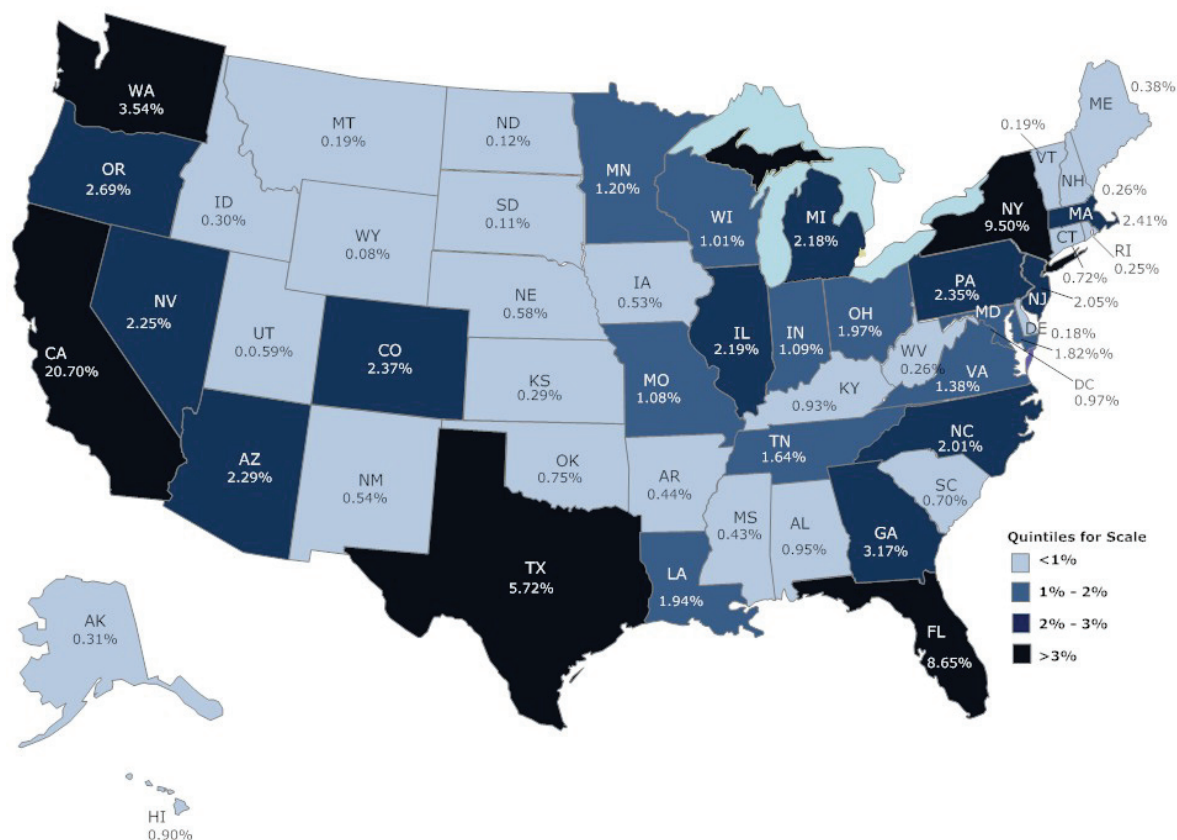 WA
3.54%
MT
0.19%
ND
0.12%
MN
1.20%
OR
2.69%
ID
0.30%
SD
0.11%
WY
0.08%
WI
1.01%
MI
2.18%
NY
9.50%
ME
0.38%
0.19%
VT
NH
0.26%
MA
2.41%
CT
0.72%
RI
0.25%
CA
20.70%
NV
2.25%
UT
0.0.59%
CO
2.37%
NE
0.58%
IA
0.53%
IL
2.19%
IN
1.09%
OH
1.97%
PA
2.35%
NJ
2.05%
MD
DE
0.18%
1.82%%
DC
0.97%
WV
0.26%
VA
1.38%
KS
0.29%
MO
1.08%
KY
0.93%
AZ
2.29%
NM
0.54%
OK
0.75%
AR
0.44%
TN
1.64%
NC
2.01%
SC
0.70%
TX
5.72%
LA
1.94%
MS
0.43%
AL
0.95%
GA
3.17%
FL
8.65%
AK
0.31%
HI
0.90%
Quintiles for Scale
<1%
1% - 2%
2% - 3%
>3%